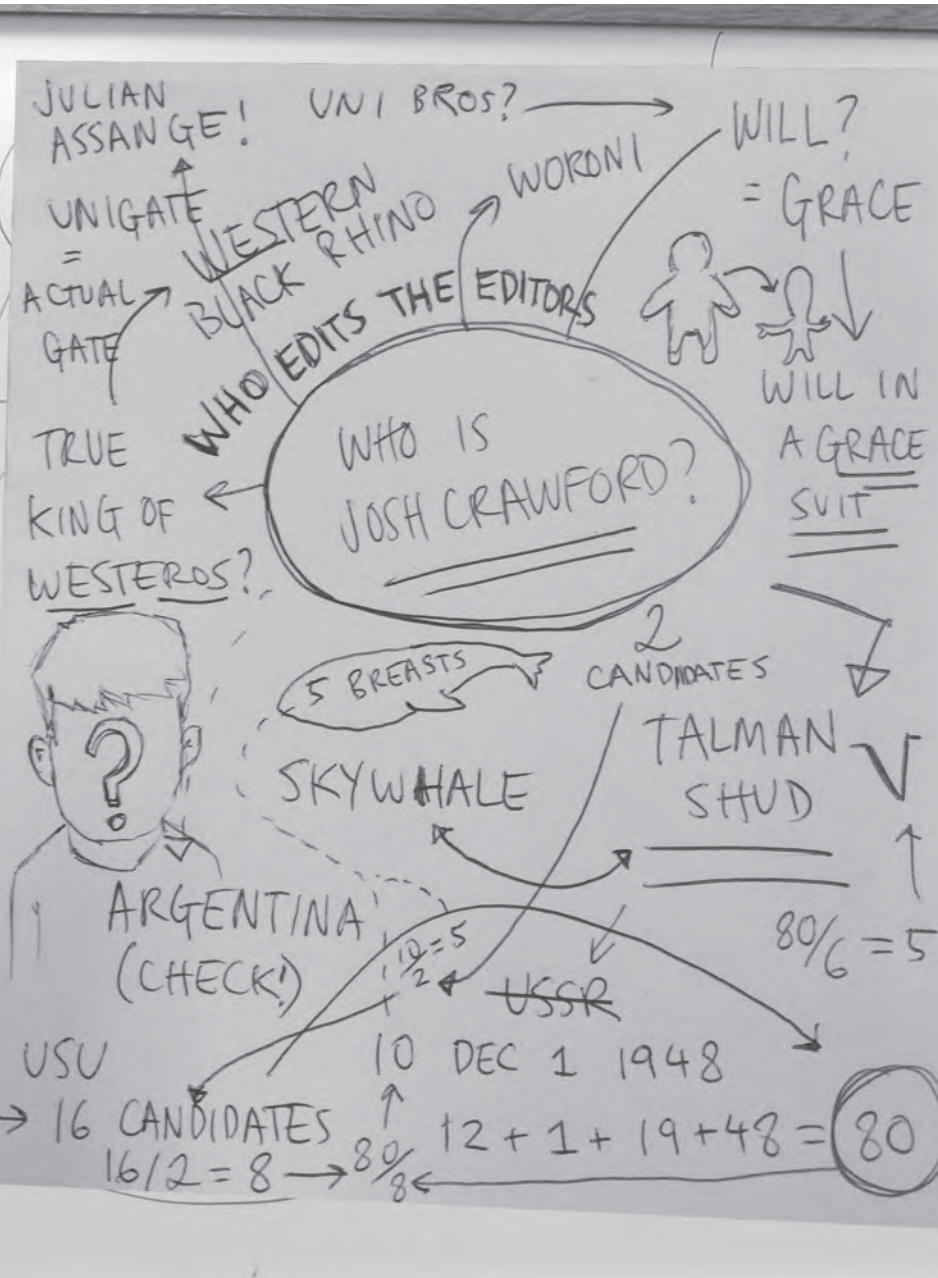 JULIAN
ASSANGE!
UNI BROS?
WILL?
= GRACE
WORONI
UNIGATE
=
ACTUAL
GATE
WESTERN
BLACK RHINO
WHO EDITS THE EDITORS
WILL IN
A GRACE
SUIT
TRUE
KING OF
WESTEROS?
WHO IS
JOSH CRAWFORD?
2
CANDIDATES
5 BREASTS
SKYWHALE
TALMAN
SHUD
√
?
ARGENTINA
(CHECK!)
10/2 = 5
80/6 = 5
USSR
10 DEC 1 1948
USU
→ 16 CANDIDATES
16/2 = 8 → 80/8
12 + 1 + 19 + 48 = 80